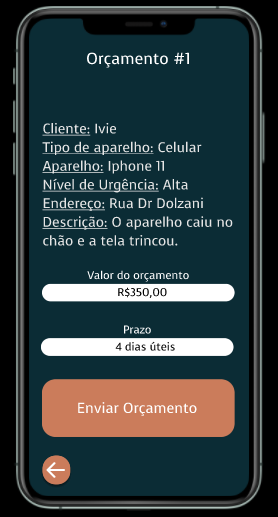 Orçamento #1
Cliente: Ivie
Tipo de aparelho: Celular
Aparelho: Iphone 11
Nível de Urgência: Alta
Endereço: Rua Dr Dolzani
Descrição: O aparelho caiu no
chão e a tela trincou.
Valor do orçamento
R$350,00
Prazo
4 dias úteis
Enviar Orçamento